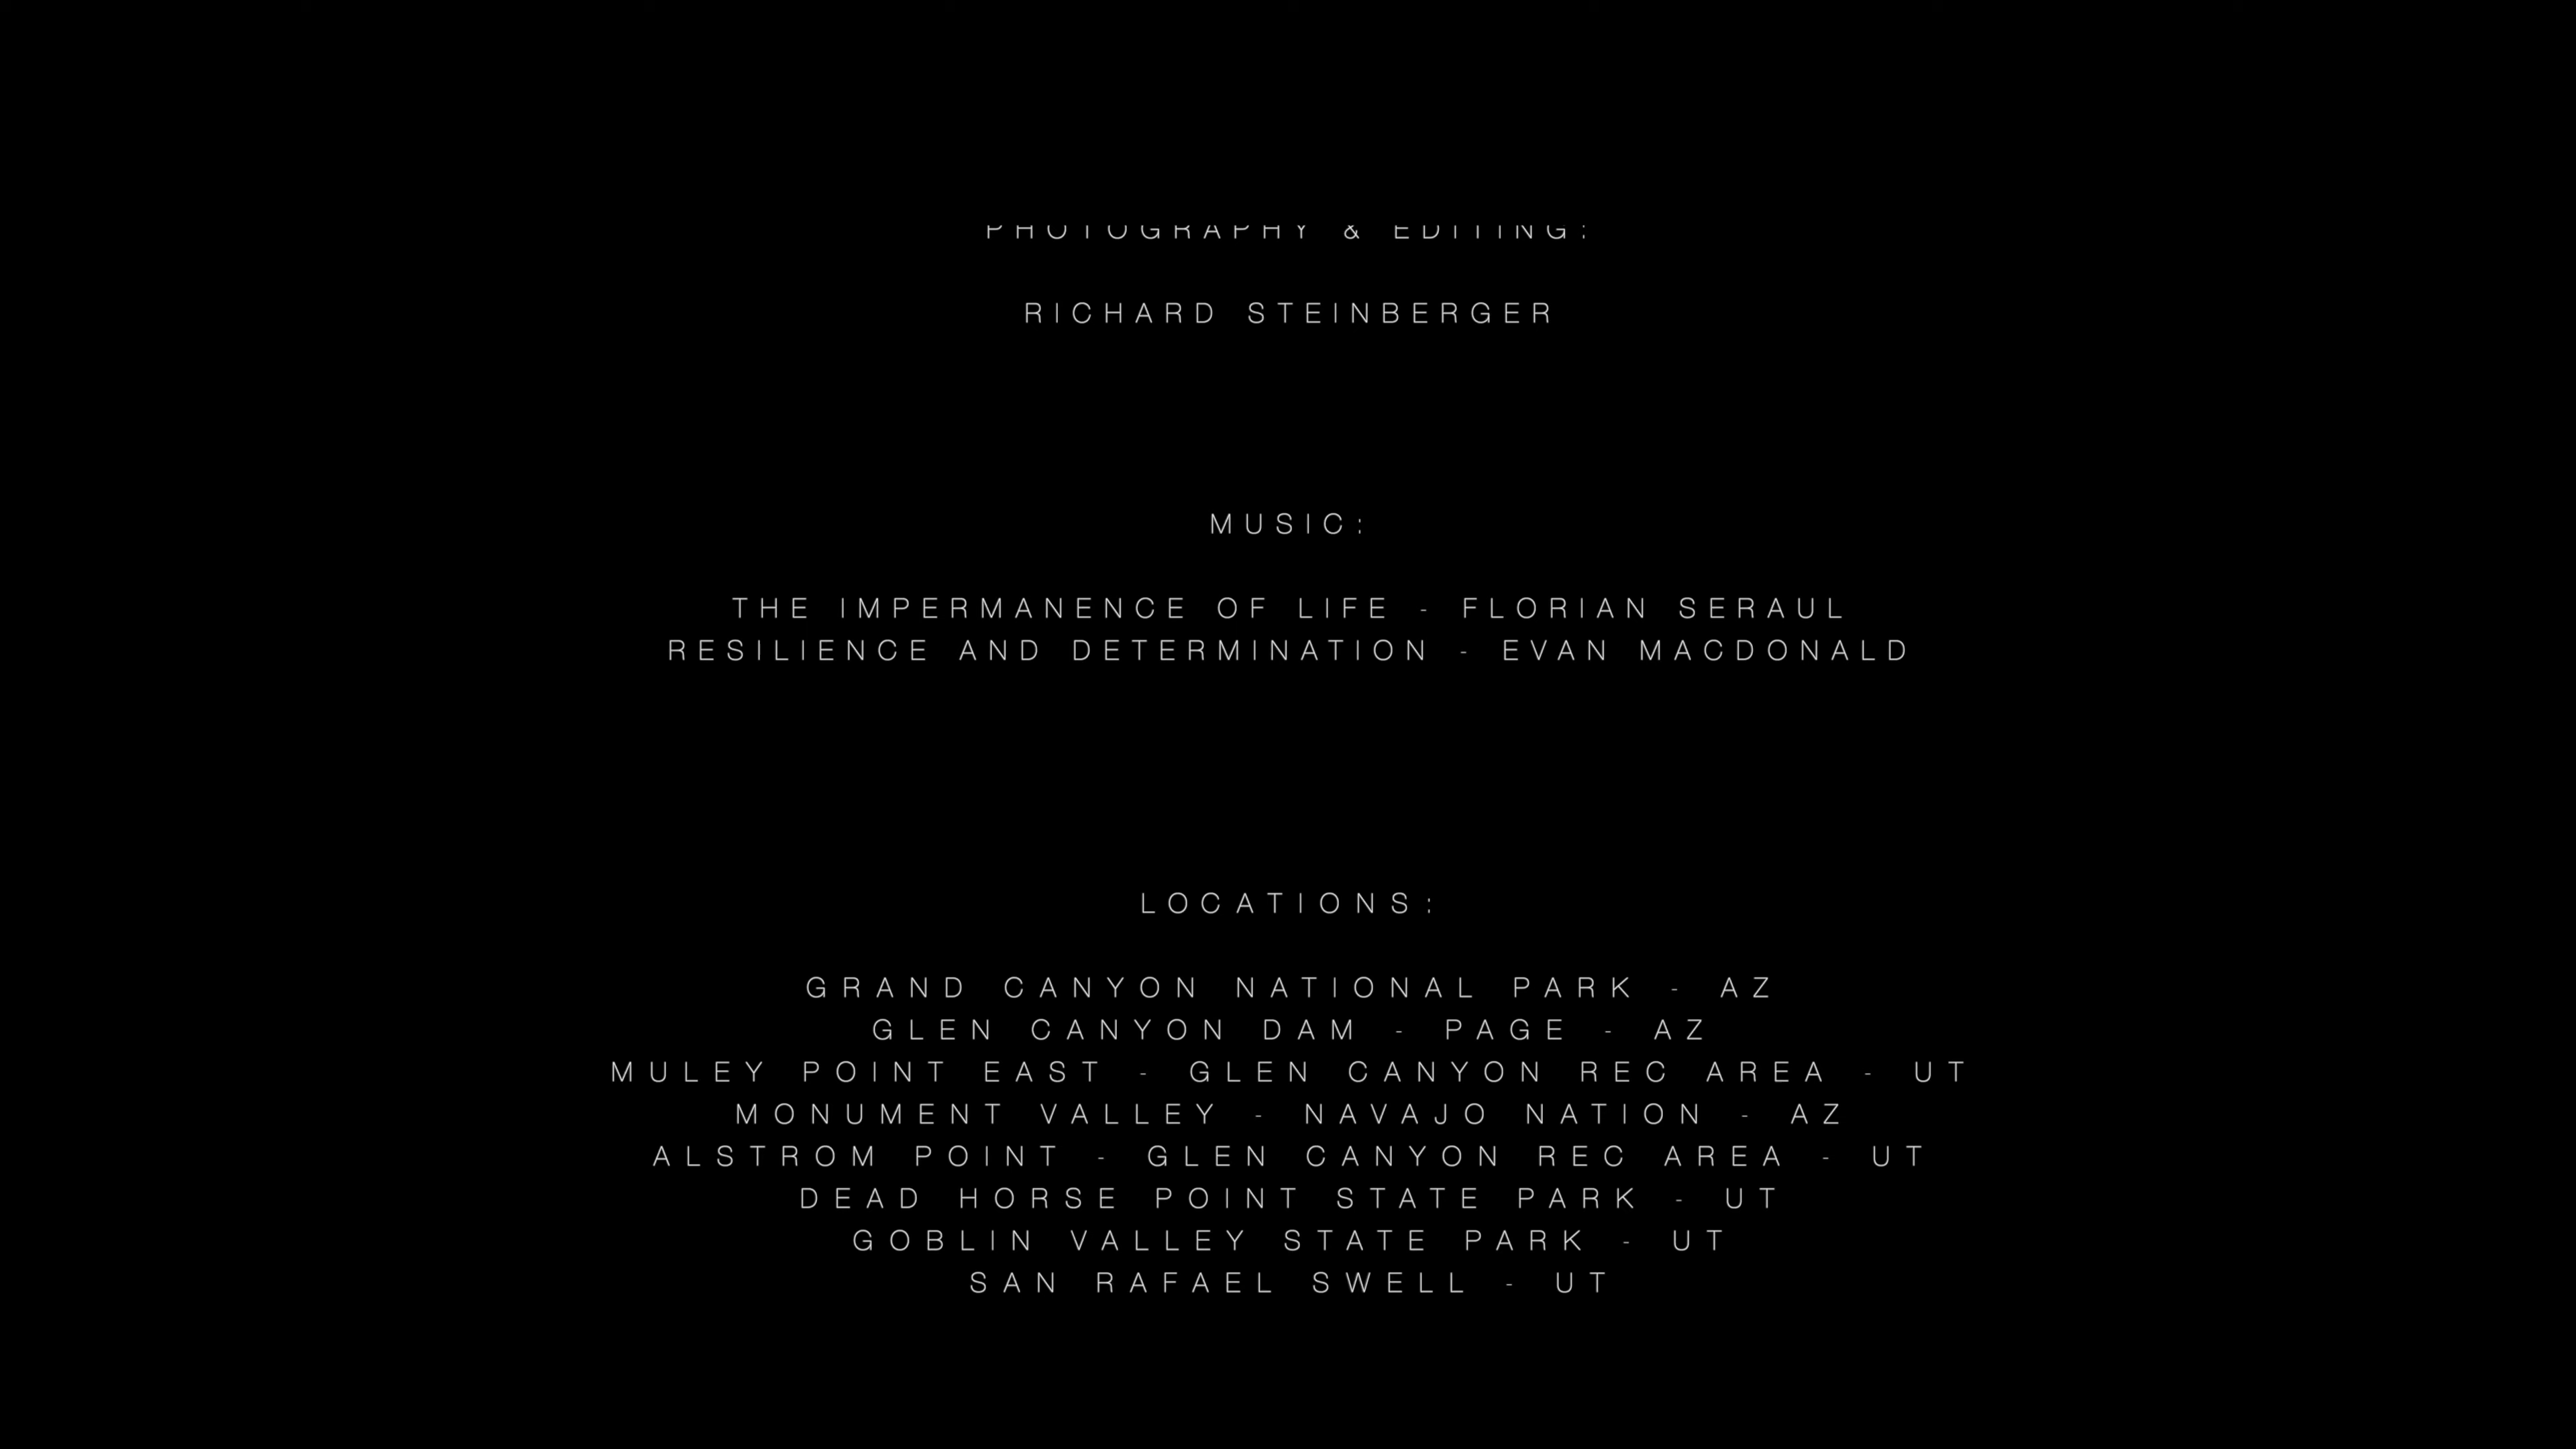 PHOTOGRAPHY & EDITING:
RICHARD STEINBERGER
MUSIC:
THE IMPERMANENCE OF LIFE - FLORIAN SERAUL
RESILIENCE AND DETERMINATION - EVAN MACDONALD
LOCATIONS:
GRAND CANYON NATIONAL PARK - AZ
GLEN CANYON DAM - PAGE - AZ
MULEY POINT EAST - GLEN CANYON REC AREA - UT
MONUMENT VALLEY - NAVAJO NATION - AZ
ALSTROM POINT - GLEN CANYON REC AREA - UT
DEAD HORSE POINT STATE PARK - UT
GOBLIN VALLEY STATE PARK - UT
SAN RAFAEL SWELL - UT